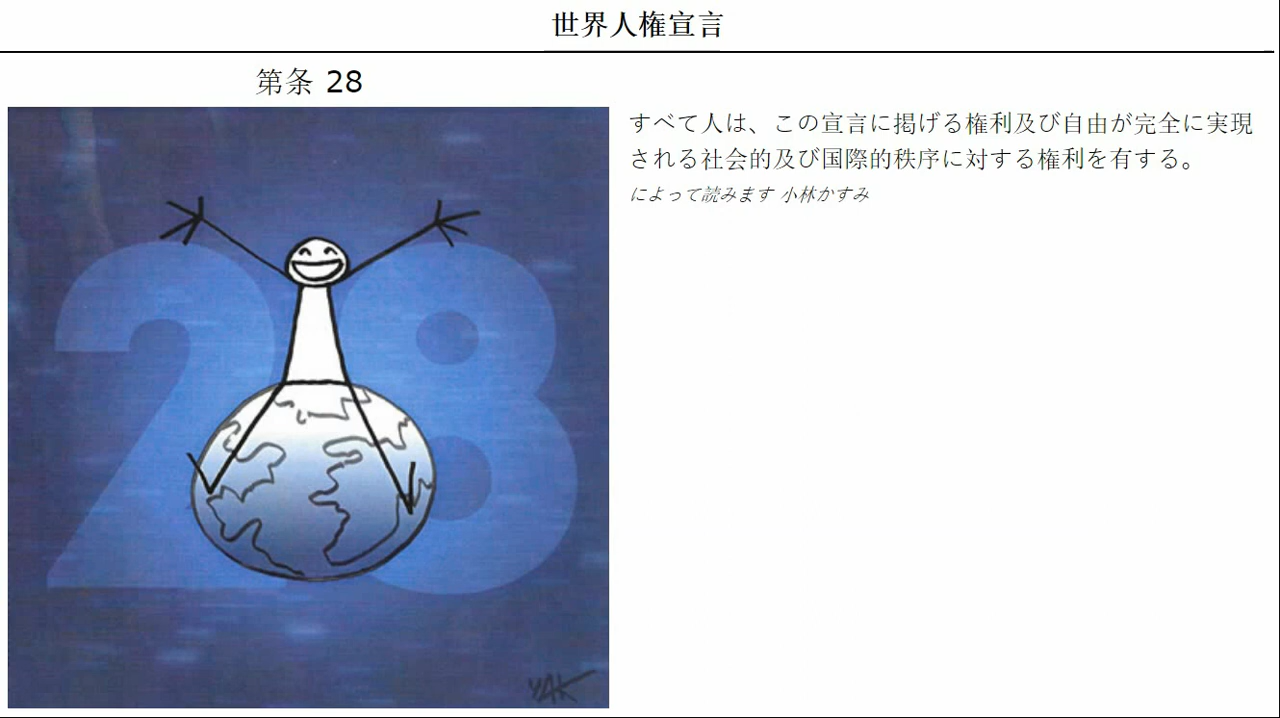 世界人権宣言
第条 28
すべて人は、この宣言に掲げる権利及び自由が完全に実現
される社会的及び国際的秩序に対する権利を有する。
によって読みます 小林かすみ
28
YAK